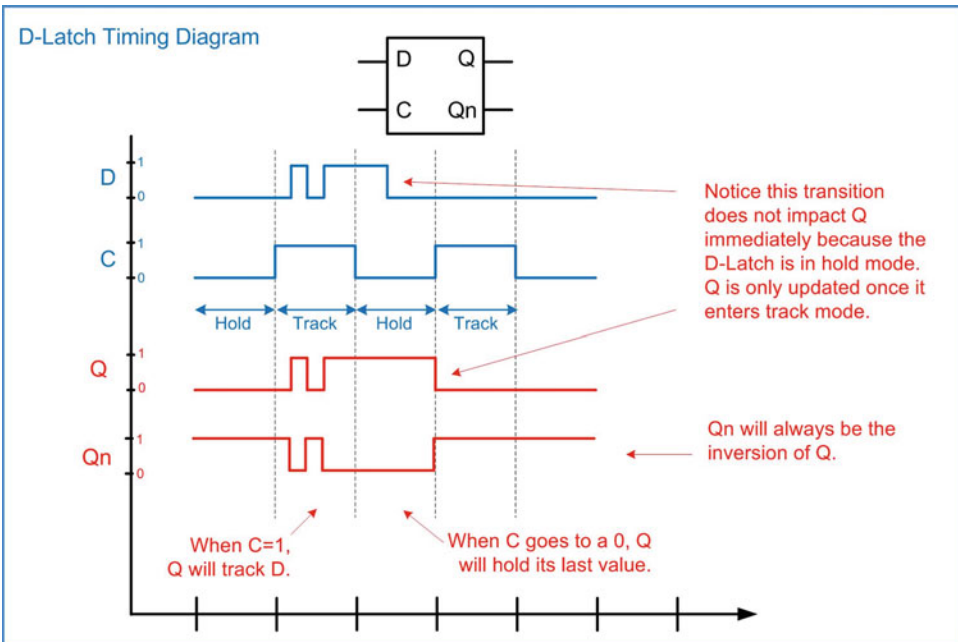 D-Latch Timing Diagram
D Q
C Qn
D
1
0
C
1
0
Hold Track Hold Track
Q
1
0
Qn
1
0
Notice this transition
does not impact Q
immediately because the
D-Latch is in hold mode.
Q is only updated once it
enters track mode.
Qn will always be the
inversion of Q.
When C=1,
Q will track D.
When C goes to a 0, Q
will hold its last value.